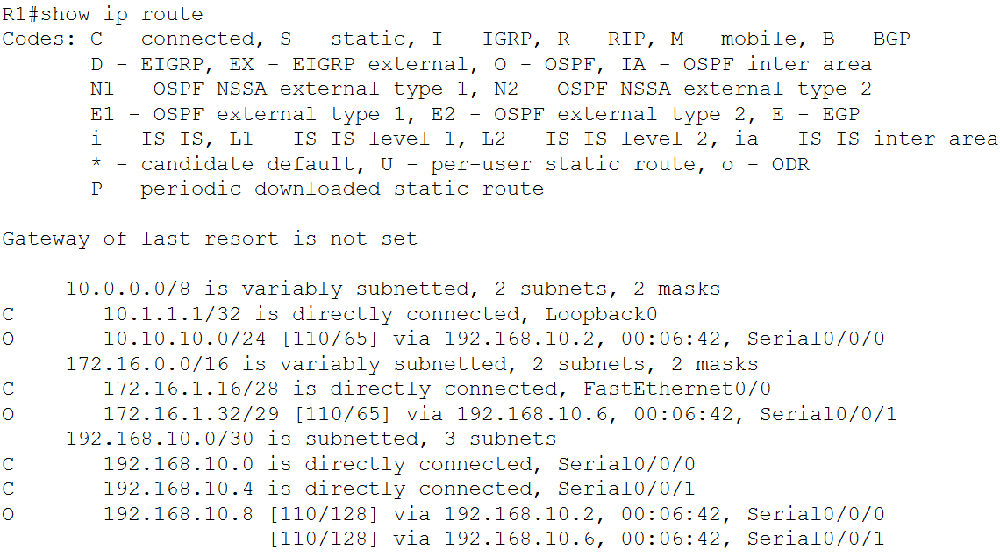 R1#show ip route
Codes: C - connected, S - static, I - IGRP, R - RIP, M - mobile, B - BGP
       D - EIGRP, EX - EIGRP external, O - OSPF, IA - OSPF inter area
       N1 - OSPF NSSA external type 1, N2 - OSPF NSSA external type 2
       E1 - OSPF external type 1, E2 - OSPF external type 2, E - EGP
       i - IS-IS, L1 - IS-IS level-1, L2 - IS-IS level-2, ia - IS-IS inter area
       * - candidate default, U - per-user static route, o - ODR
       P - periodic downloaded static route

Gateway of last resort is not set

     10.0.0.0/8 is variably subnetted, 2 subnets, 2 masks
C       10.1.1.1/32 is directly connected, Loopback0
O       10.10.10.0/24 [110/65] via 192.168.10.2, 00:06:42, Serial0/0/0
     172.16.0.0/16 is variably subnetted, 2 subnets, 2 masks
C       172.16.1.16/28 is directly connected, FastEthernet0/0
O       172.16.1.32/29 [110/65] via 192.168.10.6, 00:06:42, Serial0/0/1
     192.168.10.0/30 is subnetted, 3 subnets
C       192.168.10.0 is directly connected, Serial0/0/0
C       192.168.10.4 is directly connected, Serial0/0/1
O       192.168.10.8 [110/128] via 192.168.10.2, 00:06:42, Serial0/0/0
                     [110/128] via 192.168.10.6, 00:06:42, Serial0/0/1